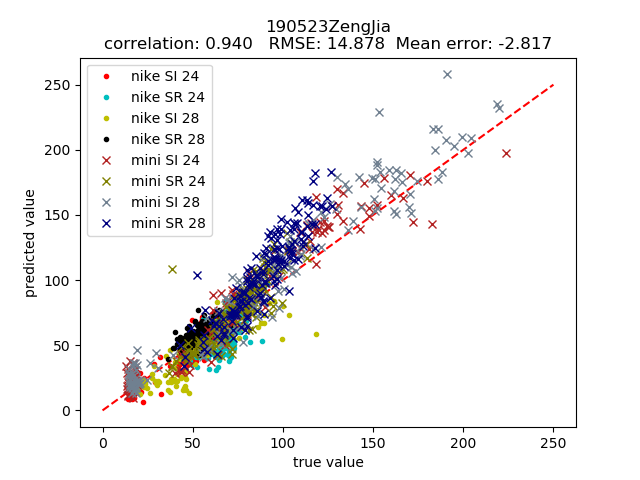 190523ZengJia
correlation: 0.940 RMSE: 14.878 Mean error: -2.817
250
200
150
100
50
0
predicted value
nike SI 24
nike SR 24
nike SI 28
nike SR 28
mini SI 24
mini SR 24
mini SI 28
mini SR 28
0 50 100 150 200 250
true value